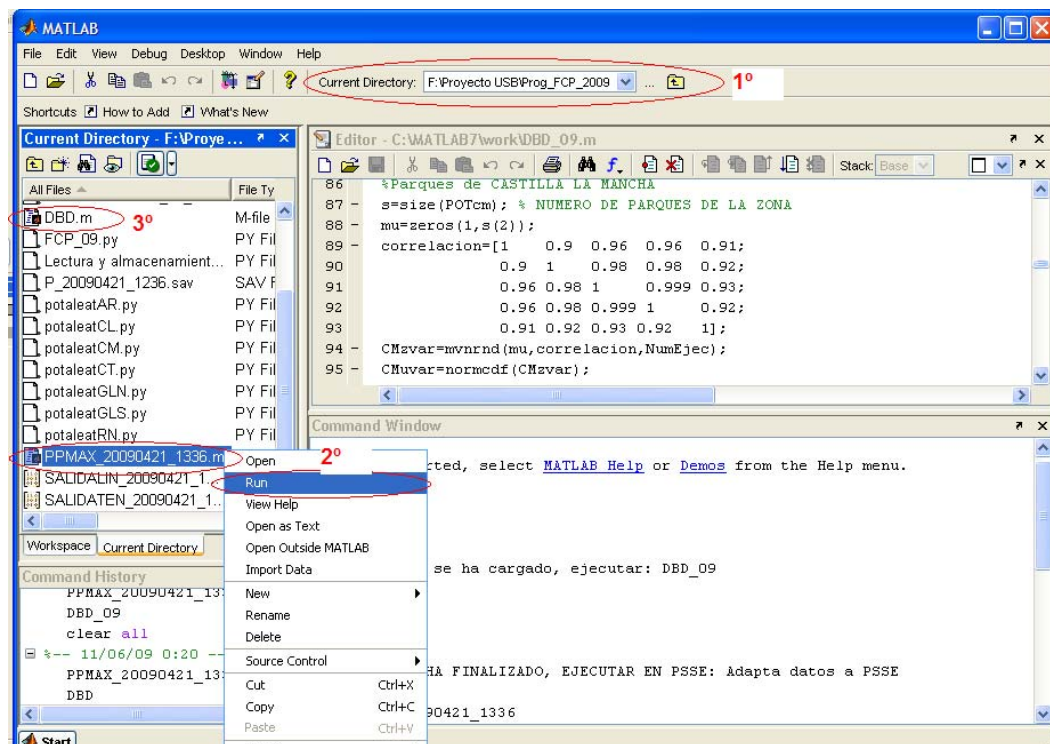 MATLAB
File Edit View Debug Desktop Window Help
Current Directory: F:\Proyecto USB\Prog_FCP_2009 ... 1º
Shortcuts How to Add What's New
Current Directory - F:\Proye...
All Files File Ty
DBD.m M-file
3º
FCP_09.py PY Fil
Lectura y almacenamient... PY Fil
P_20090421_1236.sav SAV F
potaleatAR.py PY Fil
potaleatCL.py PY Fil
potaleatCM.py PY Fil
potaleatCT.py PY Fil
potaleatGLN.py PY Fil
potaleatGLS.py PY Fil
potaleatRN.py PY Fil
PPMAX_20090421_1336.m
SALIDALIN_20090421_1...
SALIDATEN_20090421_1...
Workspace Current Directory
Command History
PPMAX_20090421_13
DBD_09
clear all
%-- 11/06/09 0:20 --
PPMAX_20090421_13
DBD
Start
Editor - C:\MATLAB7\work\DBD_09.m
Stack: Base
86 %Parques de CASTILLA LA MANCHA
87 - s=size(POTcm); % NUMERO DE PARQUES DE LA ZONA
88 - mu=zeros(1,s(2));
89 - correlacion=[1 0.9 0.96 0.96 0.91;
90 0.9 1 0.98 0.98 0.92;
91 0.96 0.98 1 0.999 0.93;
92 0.96 0.98 0.999 1 0.92;
93 0.91 0.92 0.93 0.92 1];
94 - CMzvar=mvnrnd(mu,correlacion,NumEjec);
95 - CMuvar=normcdf(CMzvar);
Command Window
rted, select MATLAB Help or Demos from the Help menu.
se ha cargado, ejecutar: DBD_09
HA FINALIZADO, EJECUTAR EN PSSE: Adapta datos a PSSE
90421_1336
Open 2º
Run
View Help
Open as Text
Open Outside MATLAB
Import Data
New
Rename
Delete
Source Control
Cut Ctrl+X
Copy Ctrl+C
Paste Ctrl+V